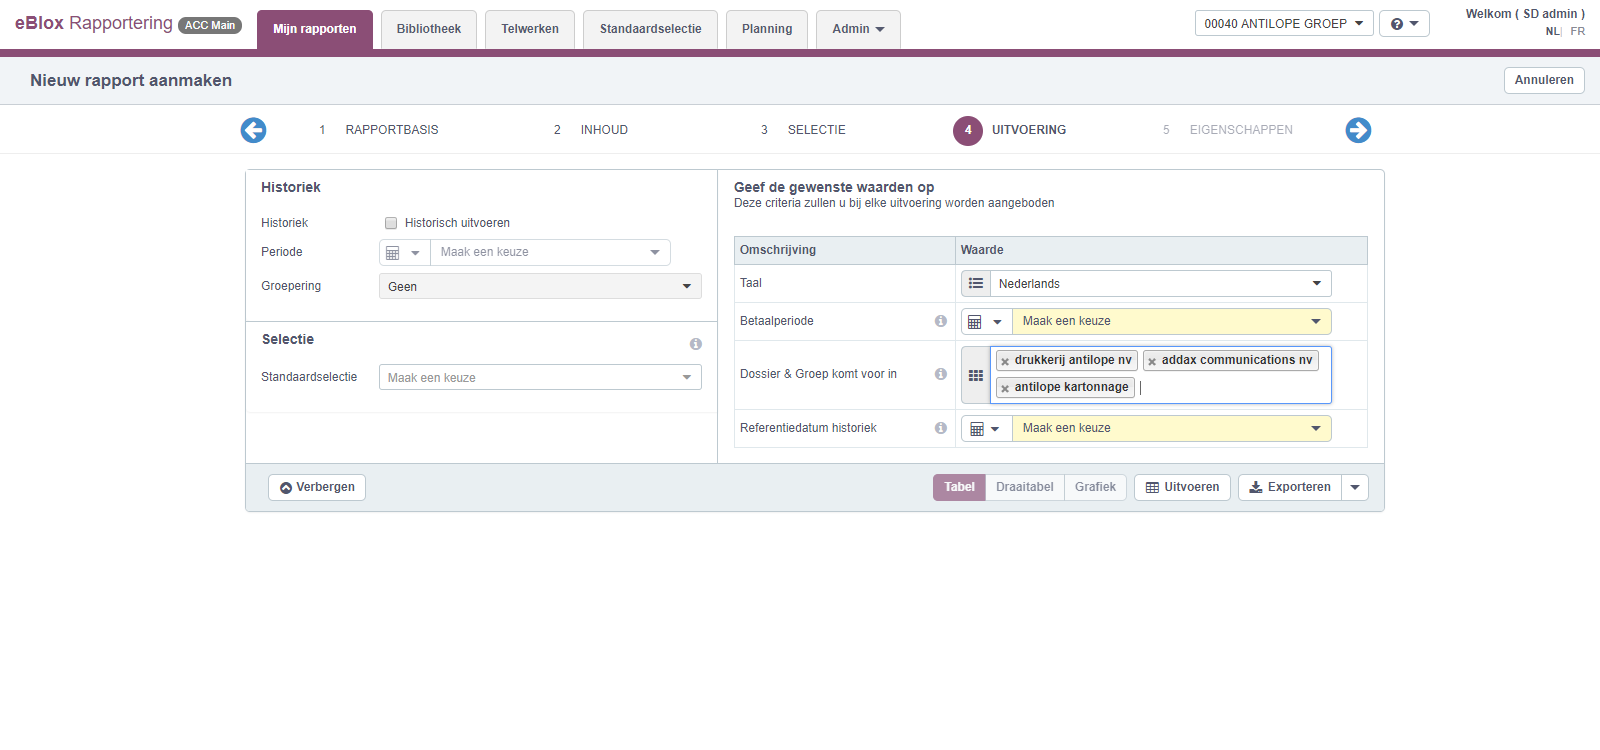 eBlox Rapportering ACC Main
Mijn rapporten Bibliotheek Telwerken Standaardselectie Planning Admin
00040 ANTILOPE GROEP
Welkom ( SD admin )
NL| FR
Nieuw rapport aanmaken
Annuleren
1 RAPPORTBASIS 2 INHOUD 3 SELECTIE 4 UITVOERING 5 EIGENSCHAPPEN
Historiek
Historiek Historisch uitvoeren
Periode Maak een keuze
Groepering Geen
Selectie
Standaardselectie Maak een keuze
Geef de gewenste waarden op
Deze criteria zullen u bij elke uitvoering worden aangeboden
Omschrijving Waarde
Taal Nederlands
Betaalperiode Maak een keuze
Dossier & Groep komt voor in
drukkerij antilope nv addax communications nv
antilope kartonnage
Referentiedatum historiek Maak een keuze
Verbergen
Tabel Draaitabel Grafiek Uitvoeren Exporteren